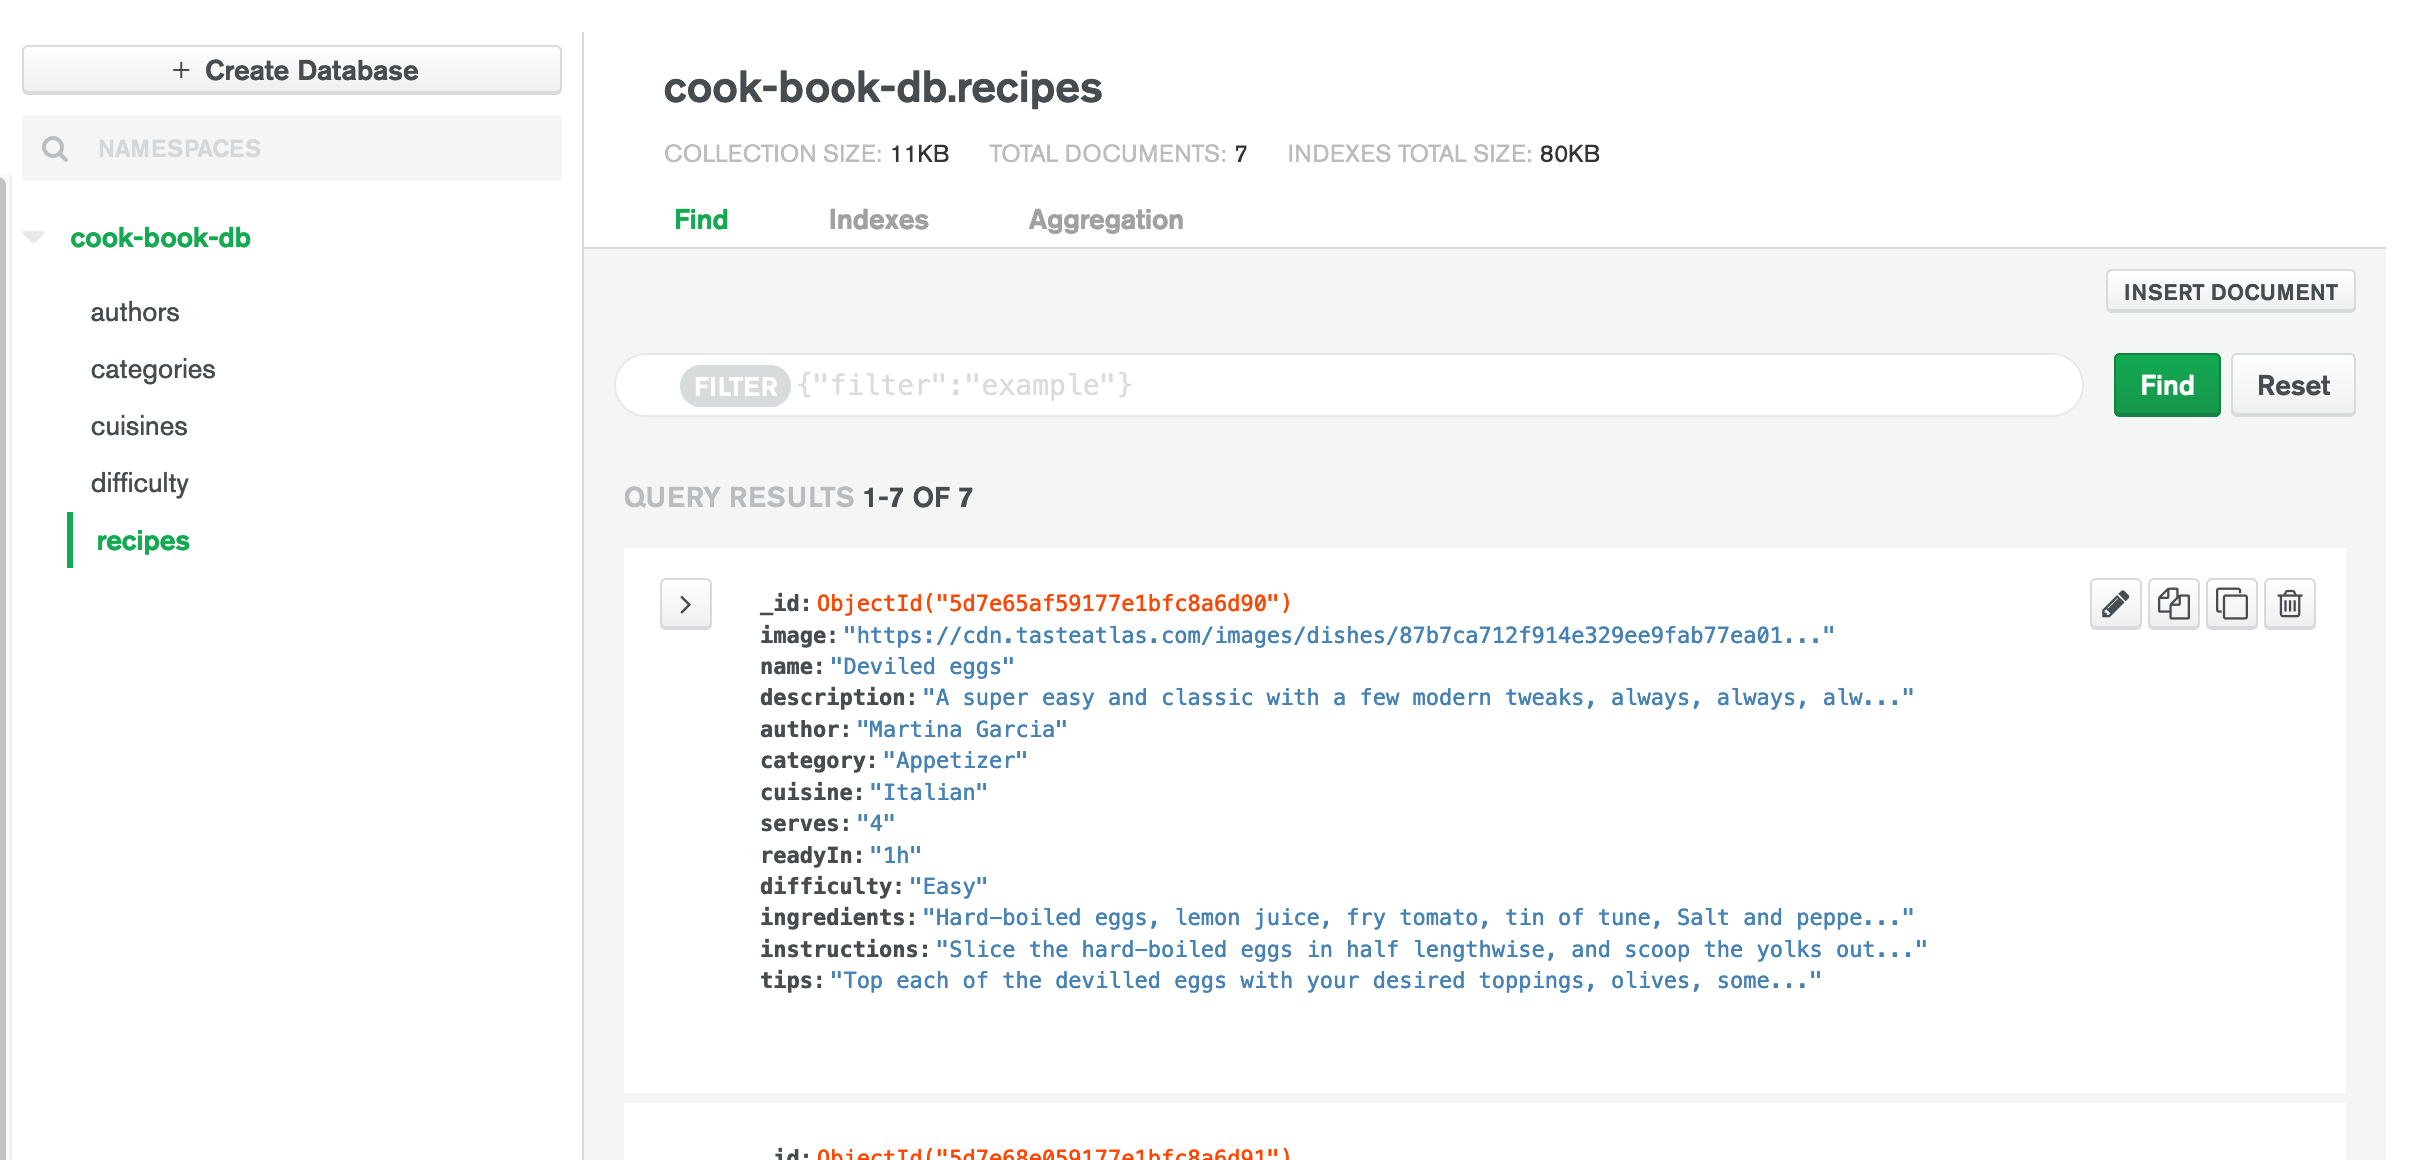 + Create Database
NAMESPACES
cook-book-db
authors
categories
cuisines
difficulty
recipes
cook-book-db.recipes
COLLECTION SIZE: 11KB TOTAL DOCUMENTS: 7 INDEXES TOTAL SIZE: 80KB
Find Indexes Aggregation
INSERT DOCUMENT
FILTER {"filter":"example"}
Find Reset
QUERY RESULTS 1-7 OF 7
_id: ObjectId("5d7e65af59177e1bfc8a6d90")
image: "https://cdn.tasteatlas.com/images/dishes/87b7ca712f914e329ee9fab77ea01..."
name: "Deviled eggs"
description: "A super easy and classic with a few modern tweaks, always, always, alw..."
author: "Martina Garcia"
category: "Appetizer"
cuisine: "Italian"
serves: "4"
readyIn: "1h"
difficulty: "Easy"
ingredients: "Hard-boiled eggs, lemon juice, fry tomato, tin of tune, Salt and peppe..."
instructions: "Slice the hard-boiled eggs in half lengthwise, and scoop the yolks out..."
tips: "Top each of the devilled eggs with your desired toppings, olives, some..."
_id: ObjectId("5d7e68e059177e1bfc8a6d91")